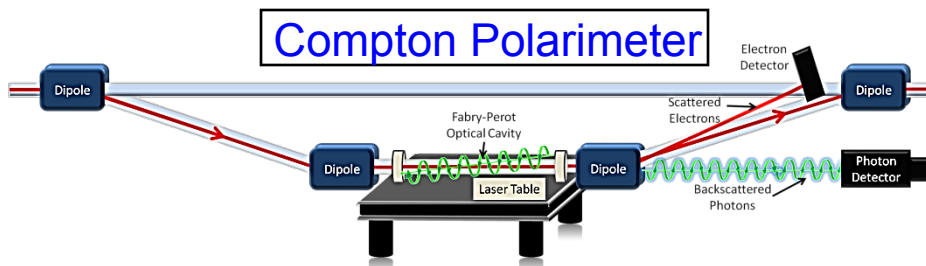 Compton Polarimeter
Electron
Detector
Dipole
Dipole
Scattered
Electrons
Fabry-Perot
Optical Cavity
Dipole
Dipole
Photon
Detector
Laser Table
Backscattered
Photons